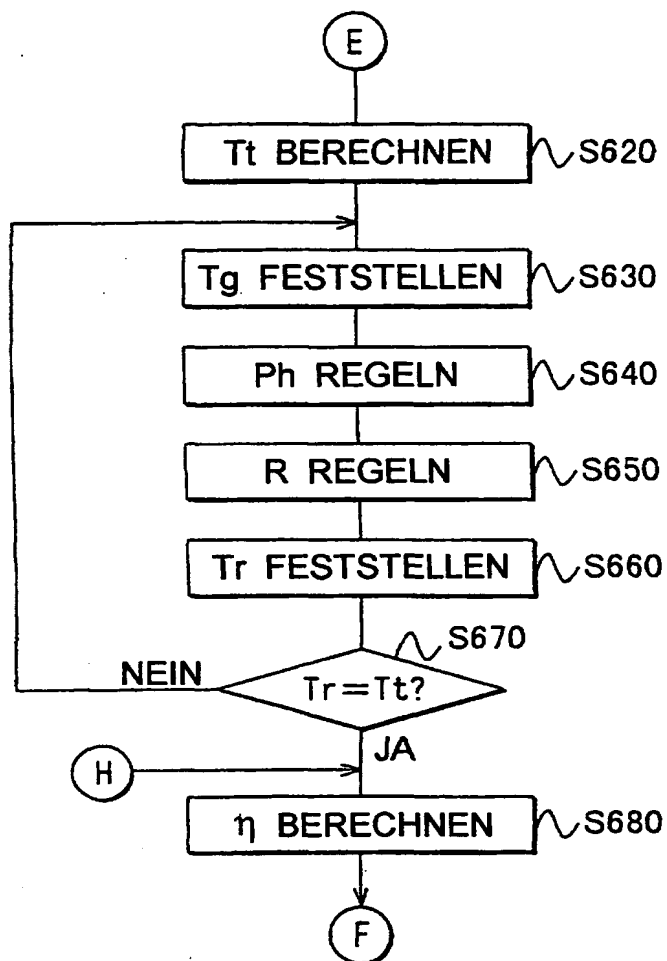 E
Tt BERECHNEN S620
Tg FESTSTELLEN S630
Ph REGELN S640
R REGELN S650
Tr FESTSTELLEN S660
S670
NEIN Tr=Tt?
JA
H
η BERECHNEN S680
F